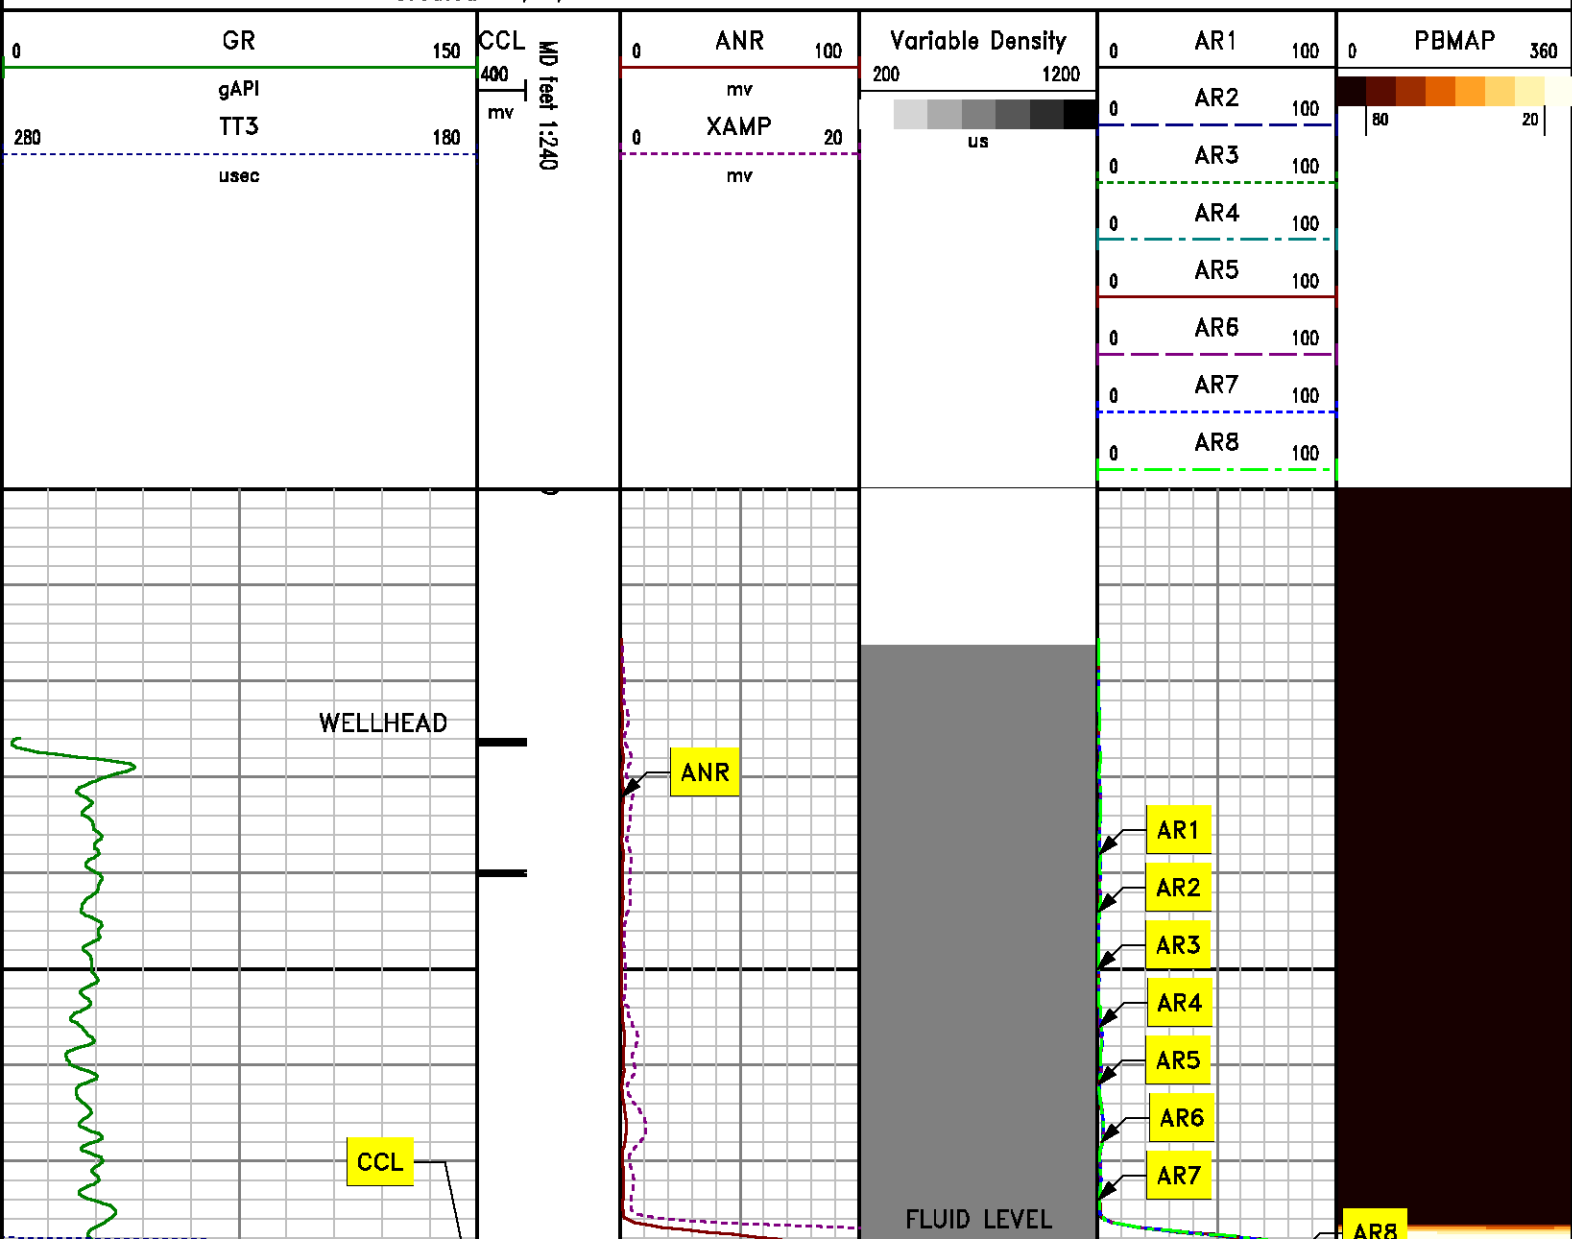 0 GR 150
gAPI
TT3
280 180
usec
CCL
400
mv
MD feet 1:240
0 ANR 100
mv
XAMP
0 20
mv
Variable Density
200 1200
us
0 AR1 100
AR2
0 100
AR3
0 100
AR4
0 100
AR5
0 100
AR6
0 100
AR7
0 100
AR8
0 100
0 PBMAP 360
80 20
WELLHEAD
ANR
AR1
AR2
AR3
AR4
AR5
AR6
CCL
AR7
FLUID LEVEL
AR8